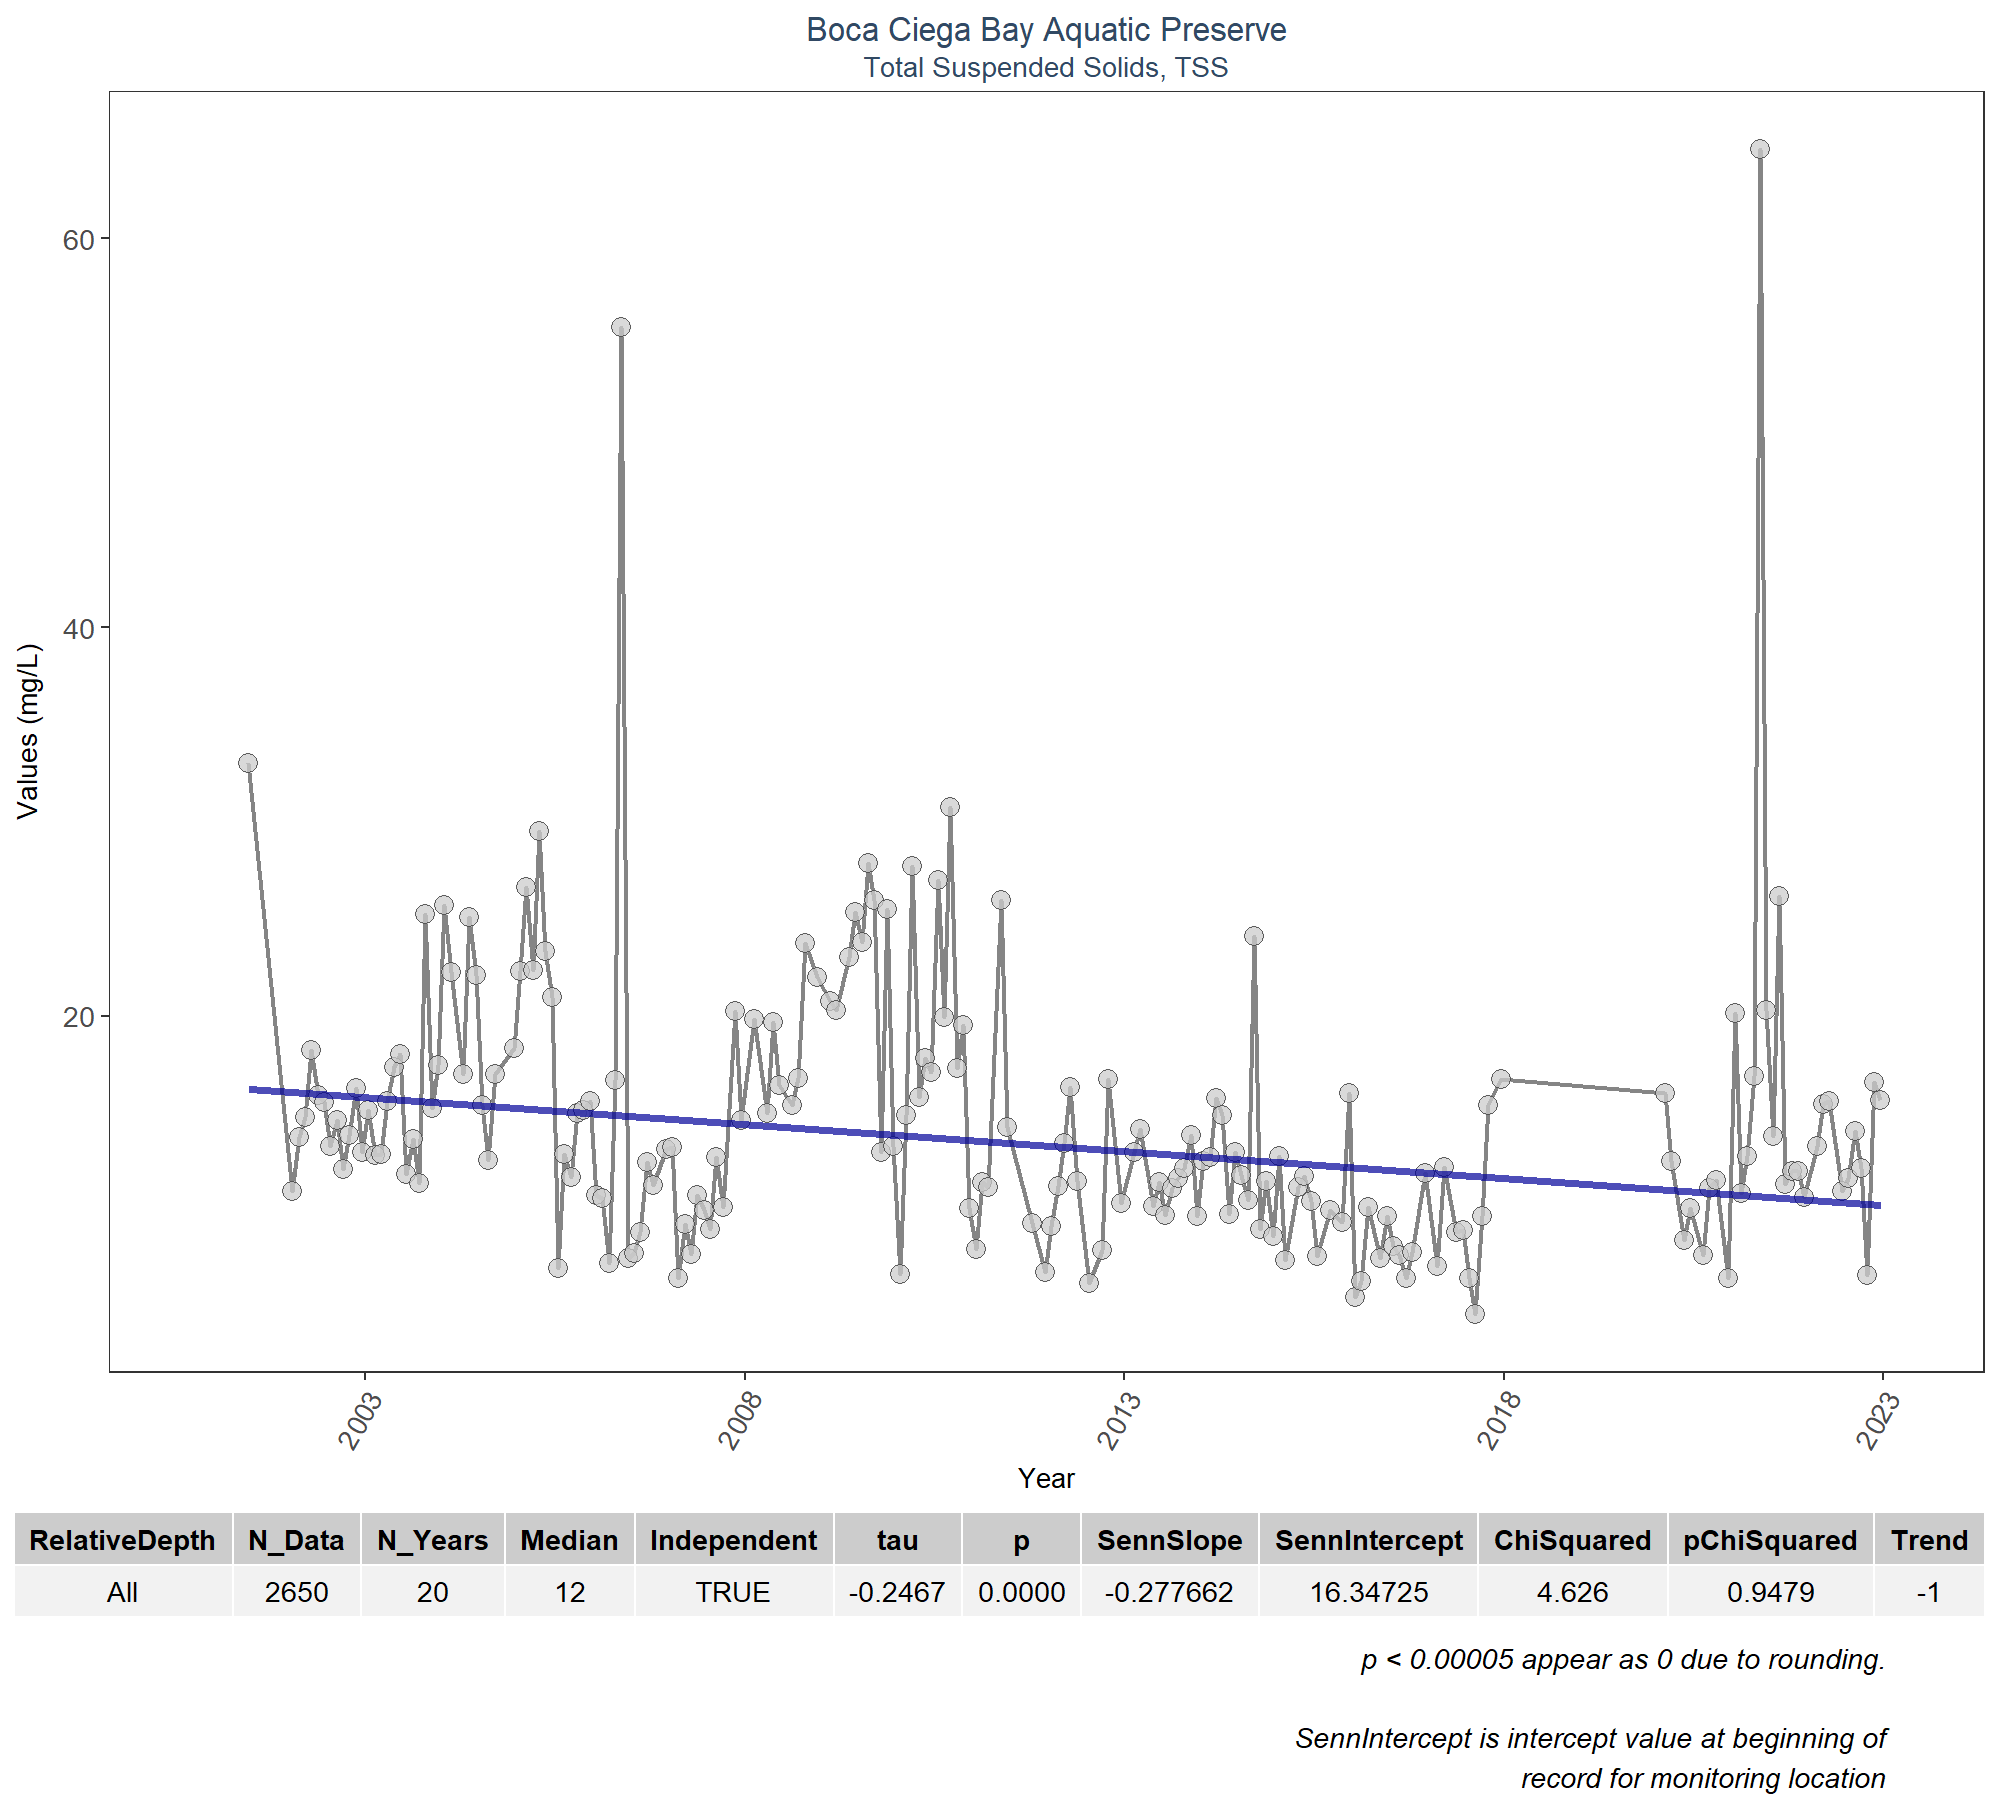 Boca Ciega Bay Aquatic Preserve
Total Suspended Solids, TSS
60
40
20
Values (mg/L)
2003
2008
2013
2018
2023
Year
RelativeDepth N_Data N_Years Median Independent tau p SennSlope SennIntercept ChiSquared pChiSquared Trend
All 2650 20 12 TRUE -0.2467 0.0000 -0.277662 16.34725 4.626 0.9479 -1
p < 0.00005 appear as 0 due to rounding.
SennIntercept is intercept value at beginning of
record for monitoring location